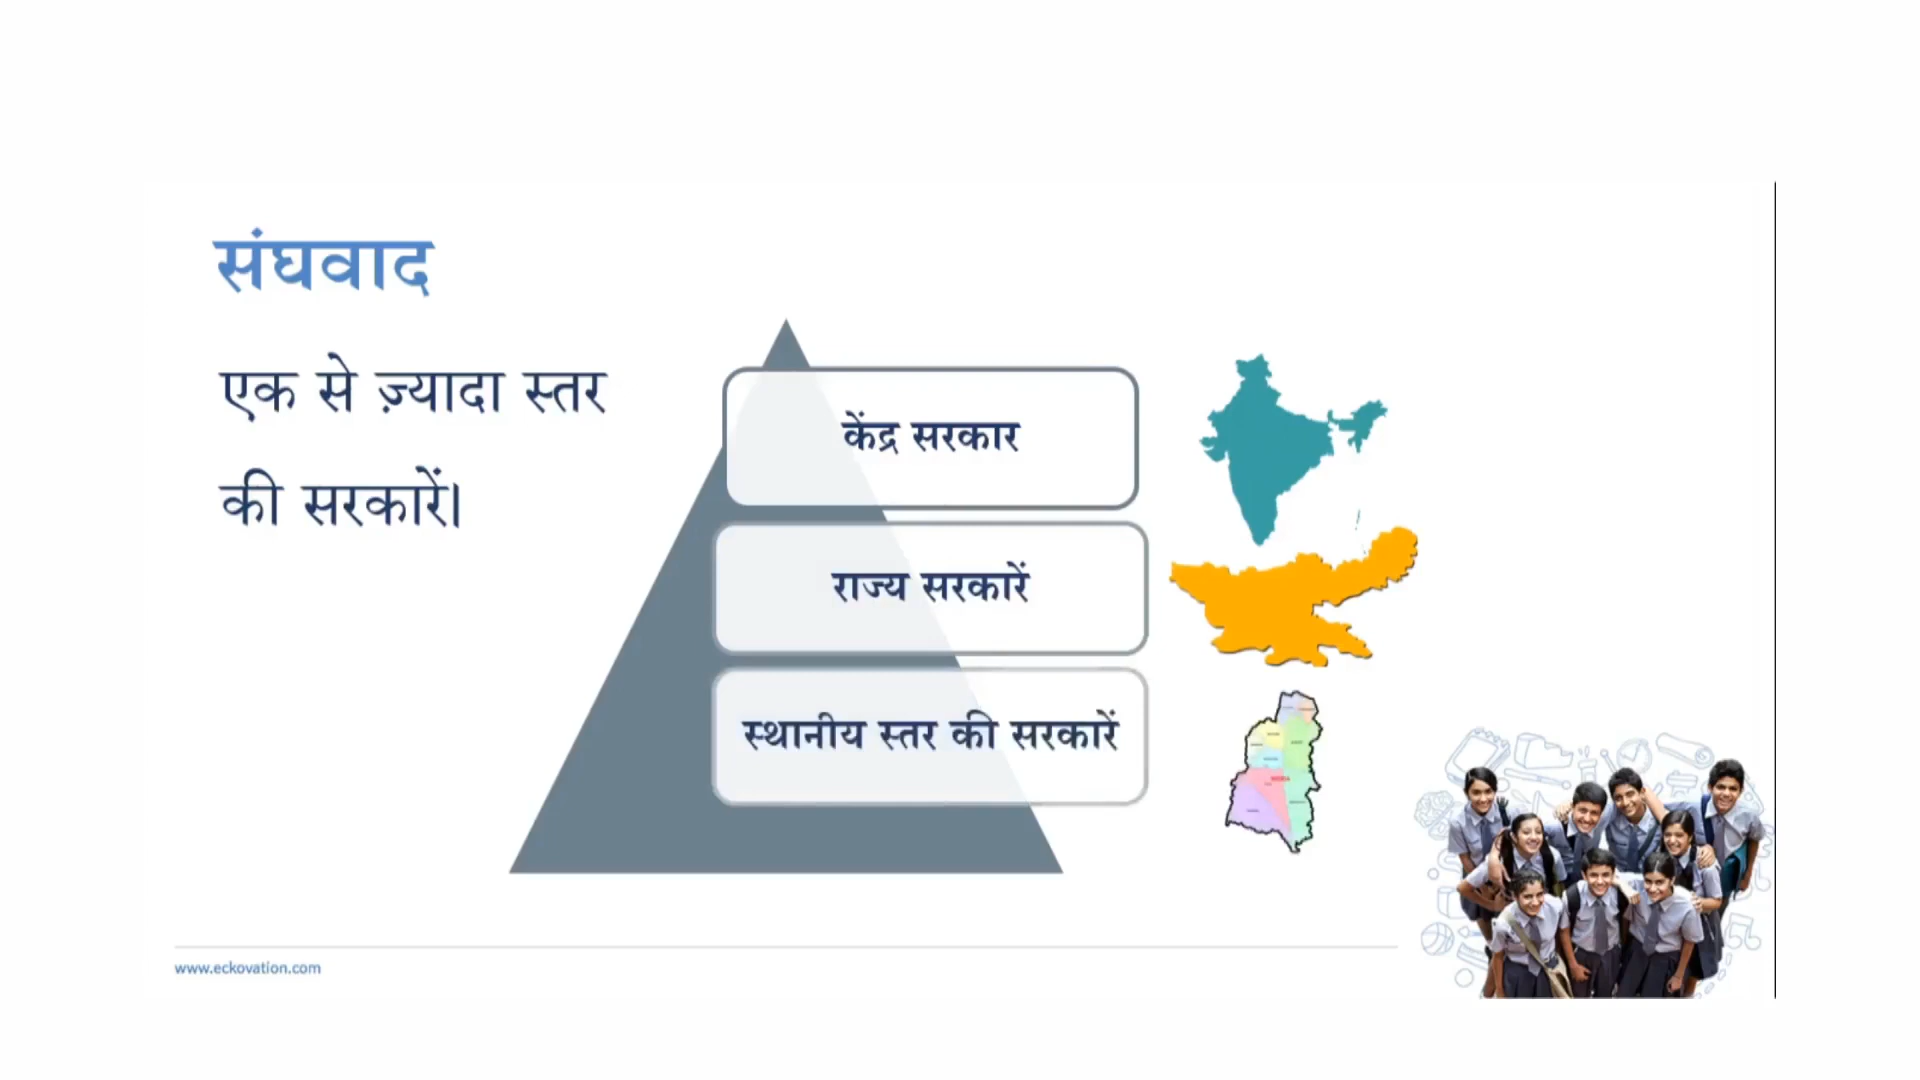 संघवाद
एक से ज़्यादा स्तर
की सरकारें।
केंद्र सरकार
राज्य सरकारें
स्थानीय स्तर की सरकारें
www.eckovation.com